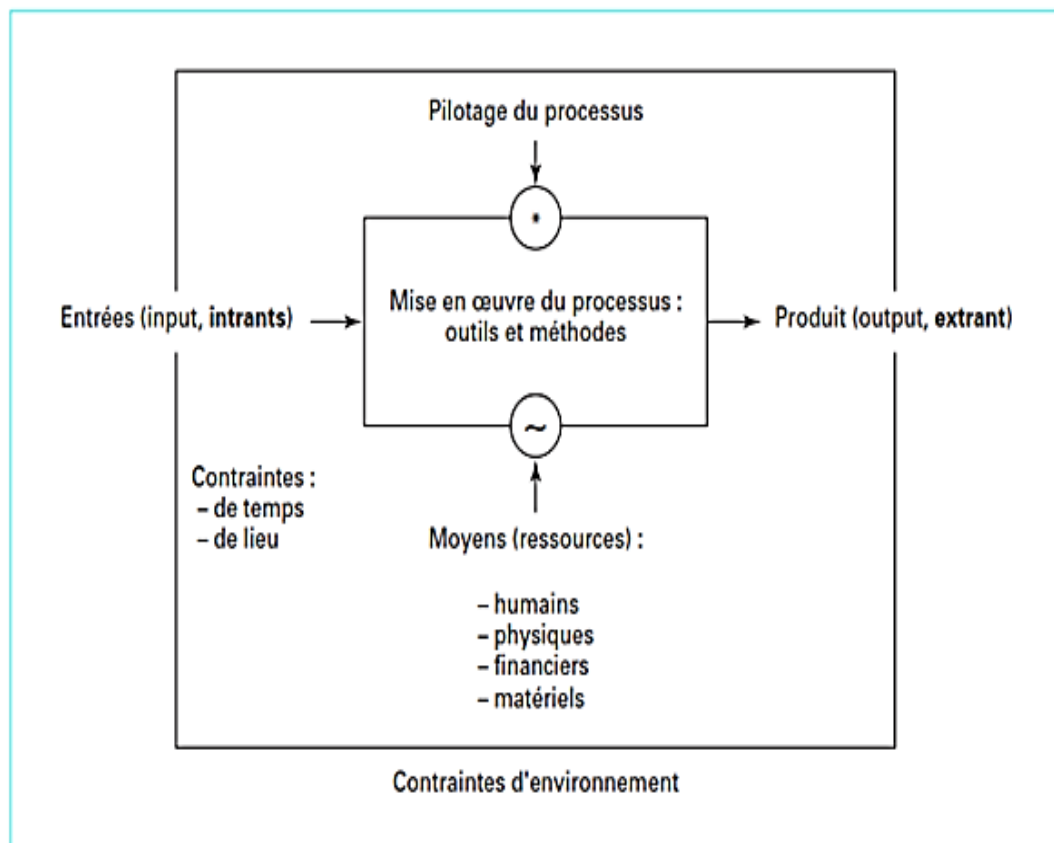 Pilotage du processus
Entrées (input, intrants)
Mise en œuvre du processus :
outils et méthodes
Produit (output, extrant)
~
Contraintes :
– de temps
– de lieu
Moyens (ressources) :
– humains
– physiques
– financiers
– matériels
Contraintes d'environnement